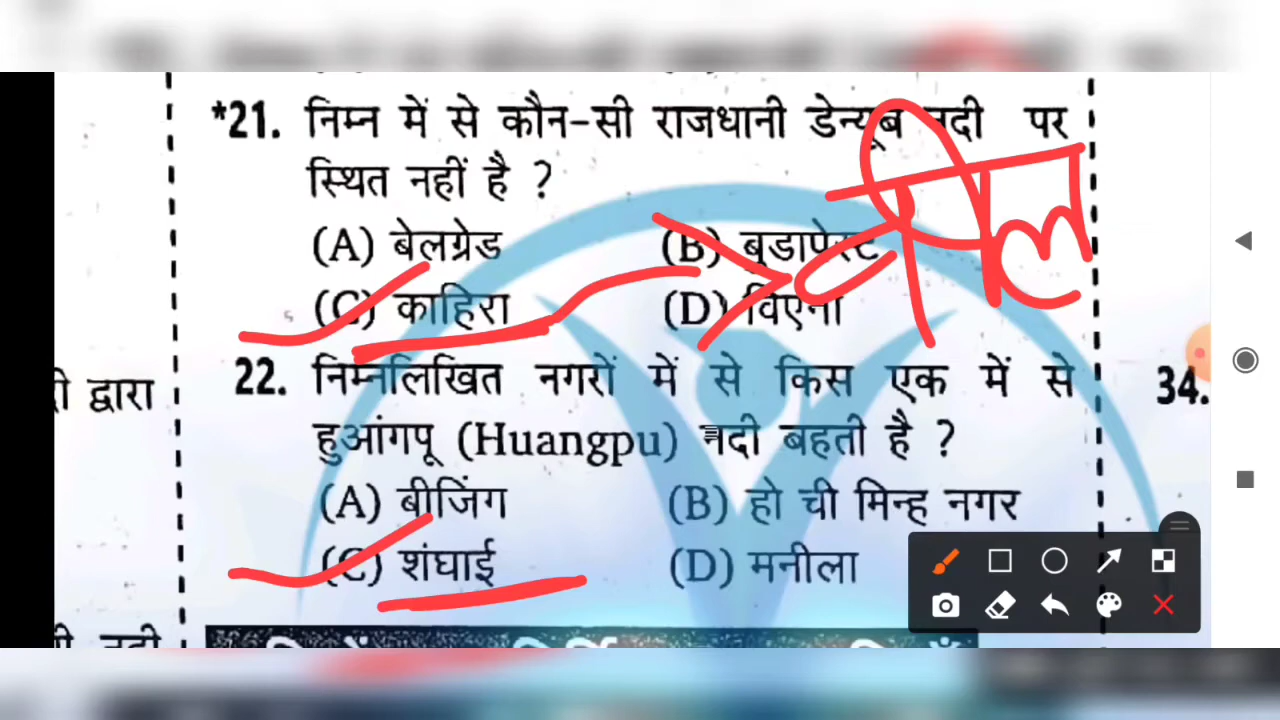 *21. निम्न में से कौन-सी राजधानी डेन्यूब नदी पर
स्थित नहीं है ?
(A) बेलग्रेड (B) बुडापेस्ट
(C) काहिरा (D) विएना
22. निम्नलिखित नगरों में से किस एक में से
हुआंगपू (Huangpu) नदी बहती है ?
(A) बीजिंग (B) हो ची मिन्ह नगर
(C) शंघाई (D) मनीला
द्वारा
34.